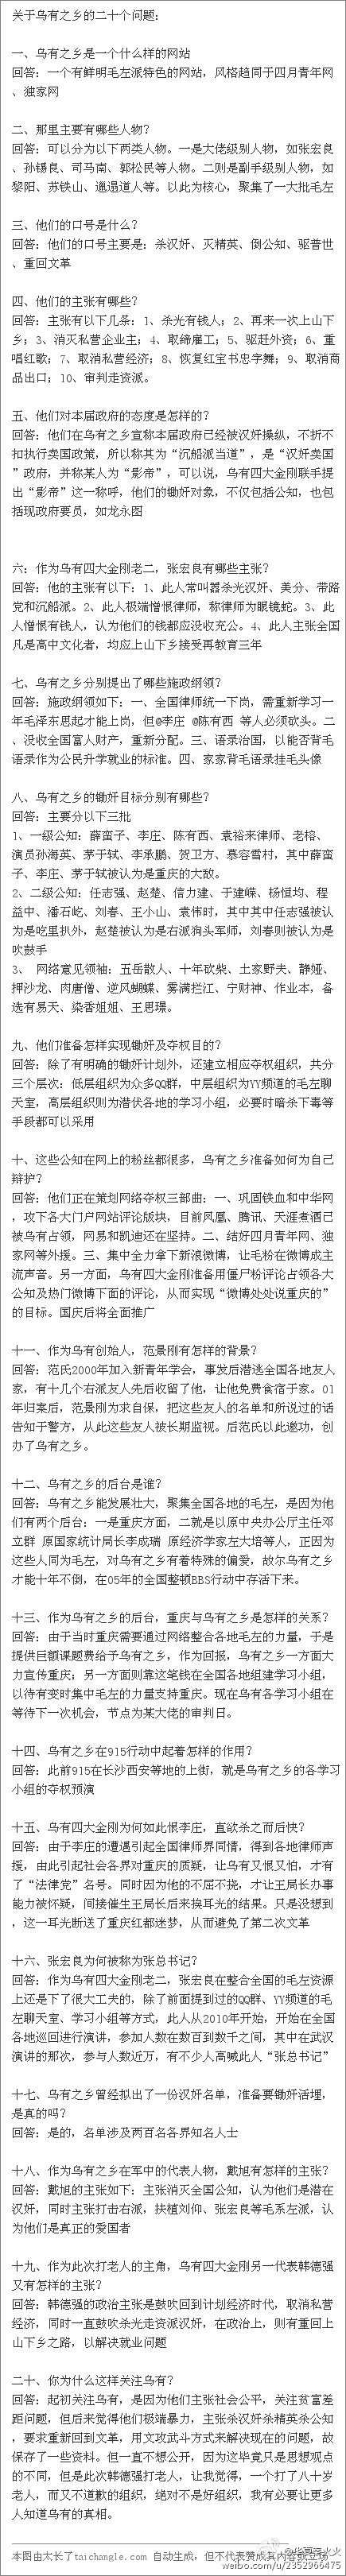 关于乌有之乡的二十个问题：
一、乌有之乡是一个什么样的网站
回答：一个有鲜明毛左派特色的网站，风格趋同于四月青年网
、独家网
二、那里主要有哪些人物？
回答：可以分为以下两类人物。一是大佬级别人物，如张宏良
、孙锡良、司马南、郭松民等人物。二则是副手级别人物，如
黎阳、苏铁山、邋遢道人等。以此为核心，聚集了一大批毛左
三、他们的口号是什么？
回答：他们的口号主要是：杀汉奸、灭精英、倒公知、驱普世
、重回文革
四、他们的主张有哪些？
回答：主张有以下几条：1、杀光有钱人；2、再来一次上山下
乡；3、消灭私营企业主；4、取缔雇工；5、驱赶外资；6、重
唱红歌；7、取消私营经济；8、恢复红宝书忠字舞；9、取消商
品出口；10、审判走资派。
五、他们对本届政府的态度是怎样的？
回答：他们在乌有之乡宣称本届政府已经被汉奸操纵，不折不
扣执行卖国政策，所以称其为“沉船派当道”，是“汉奸卖国
”政府，并称某人为“影帝”，可以说，乌有四大金刚联手提
出“影帝”这一称呼，他们的锄奸对象，不仅包括公知，也包
括现政府要员，如龙永图
六：作为乌有四大金刚老二，张宏良有哪些主张？
回答：他的主张有以下：1、此人常叫嚣杀光汉奸、美分、带路
党和沉船派。2、此人极端憎恨律师，称律师为眼镜蛇。3、此
人憎恨有钱人，认为他们的钱都应没收充公。4、此人主张全国
凡是高中文化者，均应上山下乡接受再教育三年
七、乌有之乡分别提出了哪些施政纲领？
回答：施政纲领如下：一、全国律师统一下岗，需重新学习一
年毛泽东思起才能上岗，但@李庄 @陈有西 等人必须砍头。二
、没收全国富人财产，重新分配。三、语录治国，以能否背毛
语录作为公民升学就业的标准。四、家家背毛语录挂毛头像
八、乌有之乡的锄奸目标分别有哪些？
回答：主要分以下三批
1、一级公知：薛蛮子、李庄、陈有西、袁裕来律师、老榕、
演员孙海英、茅于轼、李承鹏、贺卫方、慕容雪村，其中薛蛮
子、李庄、茅于轼被认为是重庆的大敌。
2、二级公知：任志强、赵楚、信力建、于建嵘、杨恒均、程
益中、潘石屹、刘春、王小山、袁伟时，其中其中任志强被认
为是吃里扒外，赵楚被认为是右派狗头军师，刘春则被认为是
吹鼓手
3、 网络意见领袖：五岳散人、十年砍柴、土家野夫、静娅、
押沙龙、肉唐僧、逆风蝴蝶、雾满拦江、宁财神、作业本，备
选有易天、染香姐姐、王思璟。
九、他们准备怎样实现锄奸及夺权目的？
回答：除了有明确的锄奸计划外，还建立相应夺权组织，共分
三个层次：低层组织为众多QQ群，中层组织为YY频道的毛左聊
天室，高层组织则为潜伏各地的学习小组，必要时暗杀下毒等
手段都可以采用
十、这些公知在网上的粉丝都很多，乌有之乡准备如何为自己
辩护？
回答：他们正在策划网络夺权三部曲：一、巩固铁血和中华网
，攻下各大门户网站评论版块，目前凤凰、腾讯、天涯煮酒已
被乌有占领，网易和凯迪还在坚持。二、结好四月青年网、独
家网等外援。三、集中全力拿下新浪微博，让毛粉在微博成主
流声音。另一方面，乌有四大金刚准备用僵尸粉评论占领各大
公知及热门微博下面的评论，从而实现“微博处处说重庆的”
的目标。国庆后将全面推广
十一、作为乌有创始人，范景刚有怎样的背景？
回答：范氏2000年加入新青年学会，事发后潜逃全国各地友人
家，有十几个右派友人先后收留了他，让他免费食宿于家。01
年归案后，范景刚为求自保，把这些友人的名单和所说过的话
告知于警方，从此这些友人被长期监视。后范氏以此邀功，创
办了乌有之乡。
十二、乌有之乡的后台是谁？
回答：乌有之乡能发展壮大，聚集全国各地的毛左，是因为他
们有两个后台：一是重庆方面，二就是以原中央办公厅主任邓
立群 原国家统计局长李成瑞 原经济学家左大培等人，正因为
这些人同为毛左，对乌有之乡有着特殊的偏爱，故尔乌有之乡
才能十年不倒，在05年的全国整顿BBS行动中存活下来。
十三、作为乌有之乡的后台，重庆与乌有之乡是怎样的关系？
回答：由于当时重庆需要通过网络整合各地毛左的力量，于是
提供巨额课题费给予乌有之乡，作为回报，乌有之乡一方面大
力宣传重庆；另一方面则靠这笔钱在全国各地组建学习小组，
以待有变时集中毛左的力量支持重庆。现在乌有各学习小组在
等待下一次机会，节点为某大佬的审判日。
十四、乌有之乡在915行动中起着怎样的作用？
回答：此前915在长沙西安等地的上街，就是乌有之乡的各学习
小组的夺权预演
十五、乌有四大金刚为何如此恨李庄，直欲杀之而后快？
回答：由于李庄的遭遇引起全国律师界同情，得到各地律师声
援，由此引起社会各界对重庆的质疑，让乌有又恨又怕，才有
了“法律党”名号。同时因为他的不屈不挠，才让王局长办事
能力被怀疑，间接催生王局长后来挨耳光的结果。只是没想到
，这一耳光断送了重庆红都迷梦，从而避免了第二次文革
十六、张宏良为何被称为张总书记？
回答：作为乌有四大金刚老二，张宏良在整合全国的毛左资源
上还是下了很大工夫的，除了前面提到过的QQ群、YY频道的毛
左聊天室、学习小组等方式，此人从2010年开始，开始在全国
各地巡回进行演讲，参加人数在数百到数千之间，其中在武汉
演讲的那次，参与人数近万，有不少人高喊此人“张总书记”
十七、乌有之乡曾经拟出了一份汉奸名单，准备要锄奸活埋，
是真的吗？
回答：是的，名单涉及两百名各界知名人士
十八、作为乌有之乡在军中的代表人物，戴旭有怎样的主张？
回答：戴旭的主张如下：主张消灭全国公知，认为他们是潜在
汉奸，同时主张打击右派，扶植刘仰、张宏良等毛系左派，认
为他们是真正的爱国者
十九、作为此次打老人的主角，乌有四大金刚另一代表韩德强
又有怎样的主张？
回答：韩德强的政治主张是鼓吹回到计划经济时代，取消私营
经济，同时一直鼓吹杀光走资派汉奸，在政治上，则有重回上
山下乡之路，以解决就业问题
二十、你为什么这样关注乌有？
回答：起初关注乌有，是因为他们主张社会公平，关注贫富差
距问题，但后来觉得他们极端暴力，主张杀汉奸杀精英杀公知
，要求重新回到文革，用文攻武斗方式来解决现在的问题，故
保存了一些资料。但一直不想公开，因为这毕竟只是思想观点
的不同，但是此次韩德强打老人，让我觉得，一个打了八十岁
老人，而又不道歉的组织，绝对不是好组织，我有必要让更多
人知道乌有的真相。
本图由太长了taichangle.com 自动生成，但不代表赞成其内容或立场
weibo.com/u/2352966475